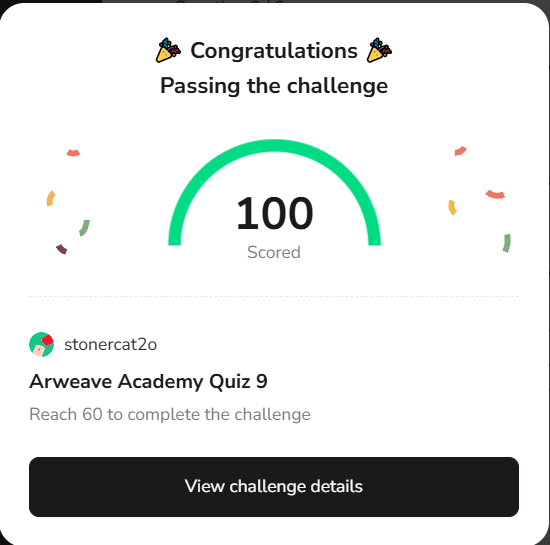 Congratulations
Passing the challenge
100
Scored
stonercat2o
Arweave Academy Quiz 9
Reach 60 to complete the challenge
View challenge details